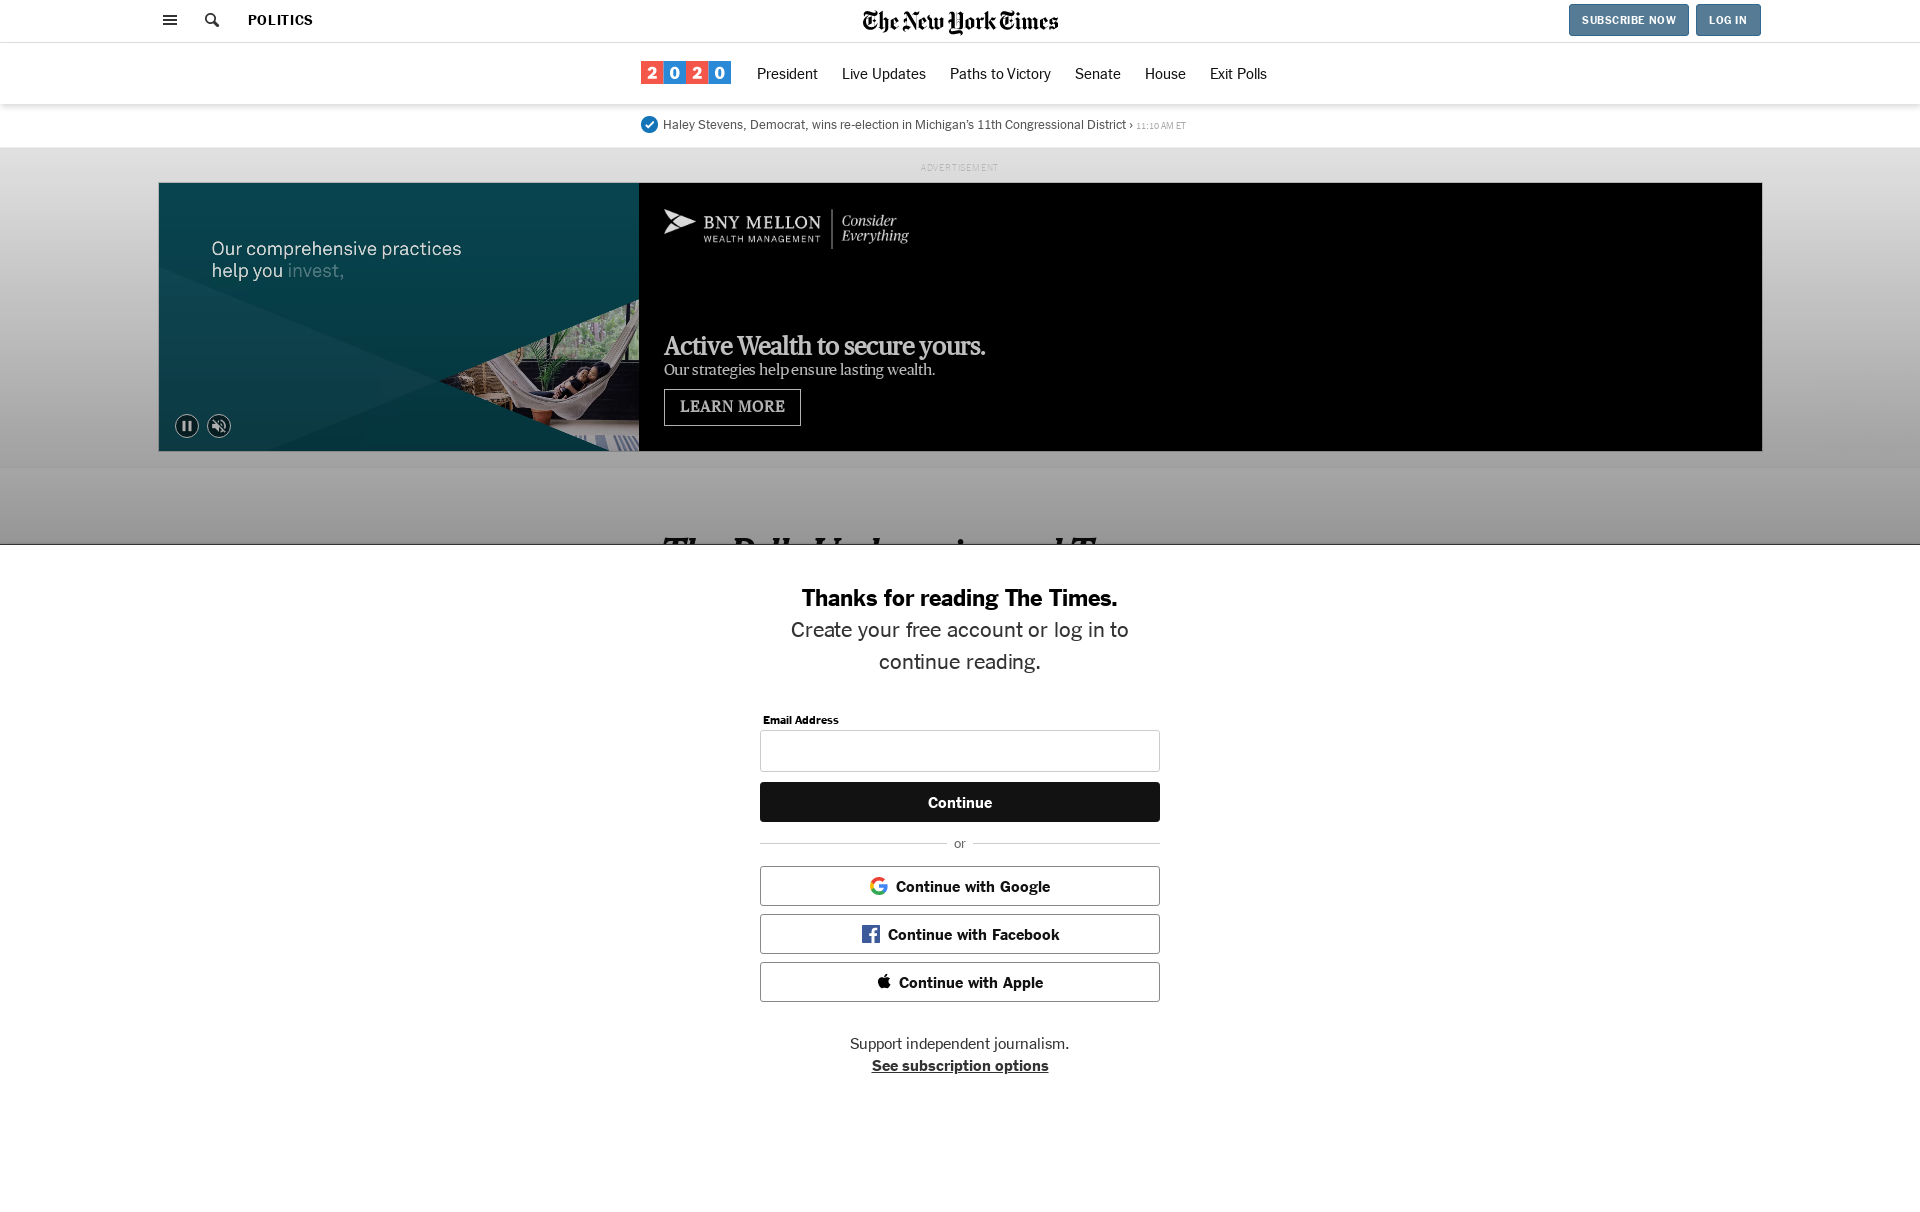 POLITICS
The New York Times
SUBSCRIBE NOW
LOG IN
2020
President
Live Updates
Paths to Victory
Senate
House
Exit Polls
Haley Stevens, Democrat, wins re-election in Michigan's 11th Congressional District › 11:10 AM ET
ADVERTISEMENT
Our comprehensive practices
help you invest,
BNY MELLON
WEALTH MANAGEMENT
Consider
Everything
Active Wealth to secure yours.
Our strategies help ensure lasting wealth.
LEARN MORE
Thanks for reading The Times.
Create your free account or log in to
continue reading.
Email Address
Continue
or
Continue with Google
Continue with Facebook
Continue with Apple
Support independent journalism.
See subscription options